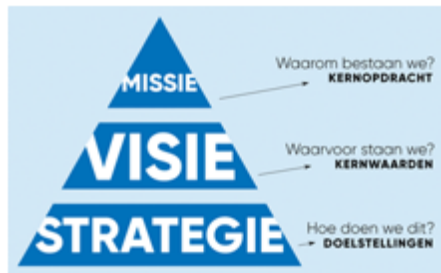 MISSIE
Waarom bestaan we?
KERNOPDRACHT
VISIE
Waarvoor staan we?
KERNWAARDEN
STRATEGIE
Hoe doen we dit?
DOELSTELLINGEN